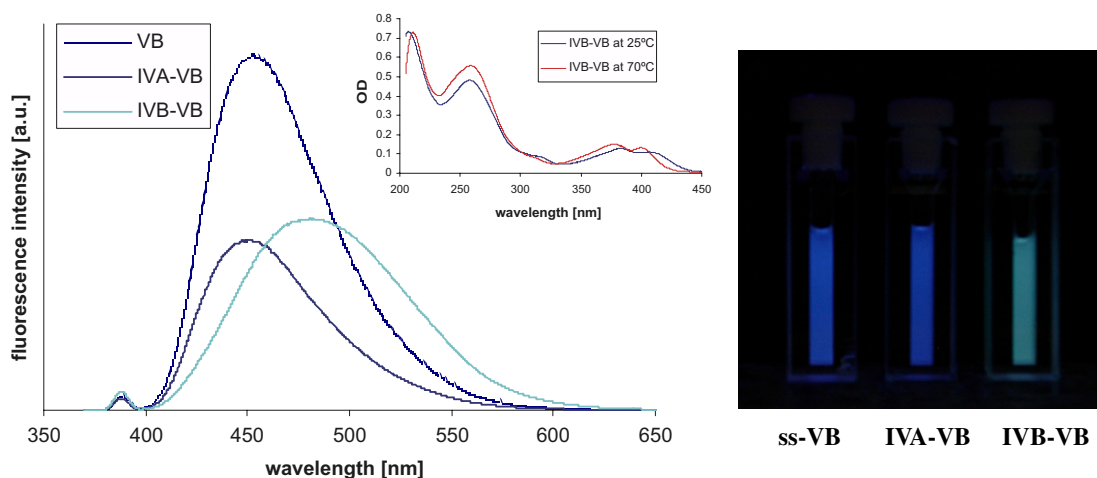 VB
IVA-VB
IVB-VB
fluorescence intensity [a.u.]
350 400 450 500 550 600 650
wavelength [nm]
0.8
0.7
0.6
0.5
0.4
0.3
0.2
0.1
0
OD
IVB-VB at 25ºC
IVB-VB at 70ºC
200 250 300 350 400 450
wavelength [nm]
ss-VB IVA-VB IVB-VB